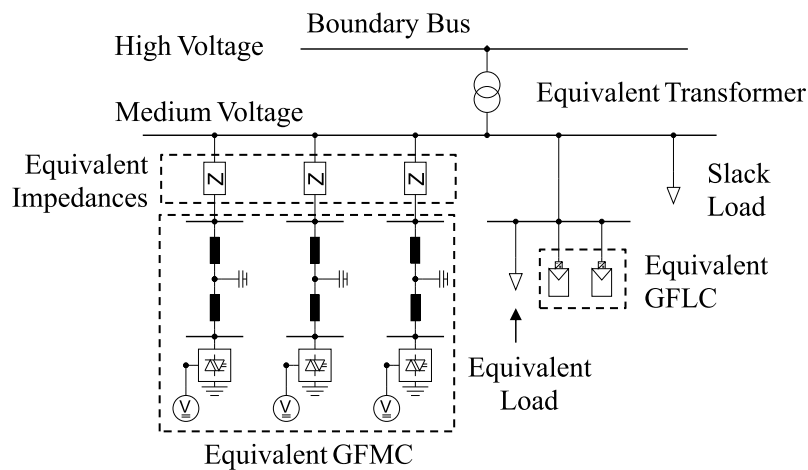 Boundary Bus
High Voltage
Equivalent Transformer
Medium Voltage
Equivalent
Impedances
Z Z Z
Slack
Load
Equivalent
GFLC
Equivalent
Load
V V V
Equivalent GFMC